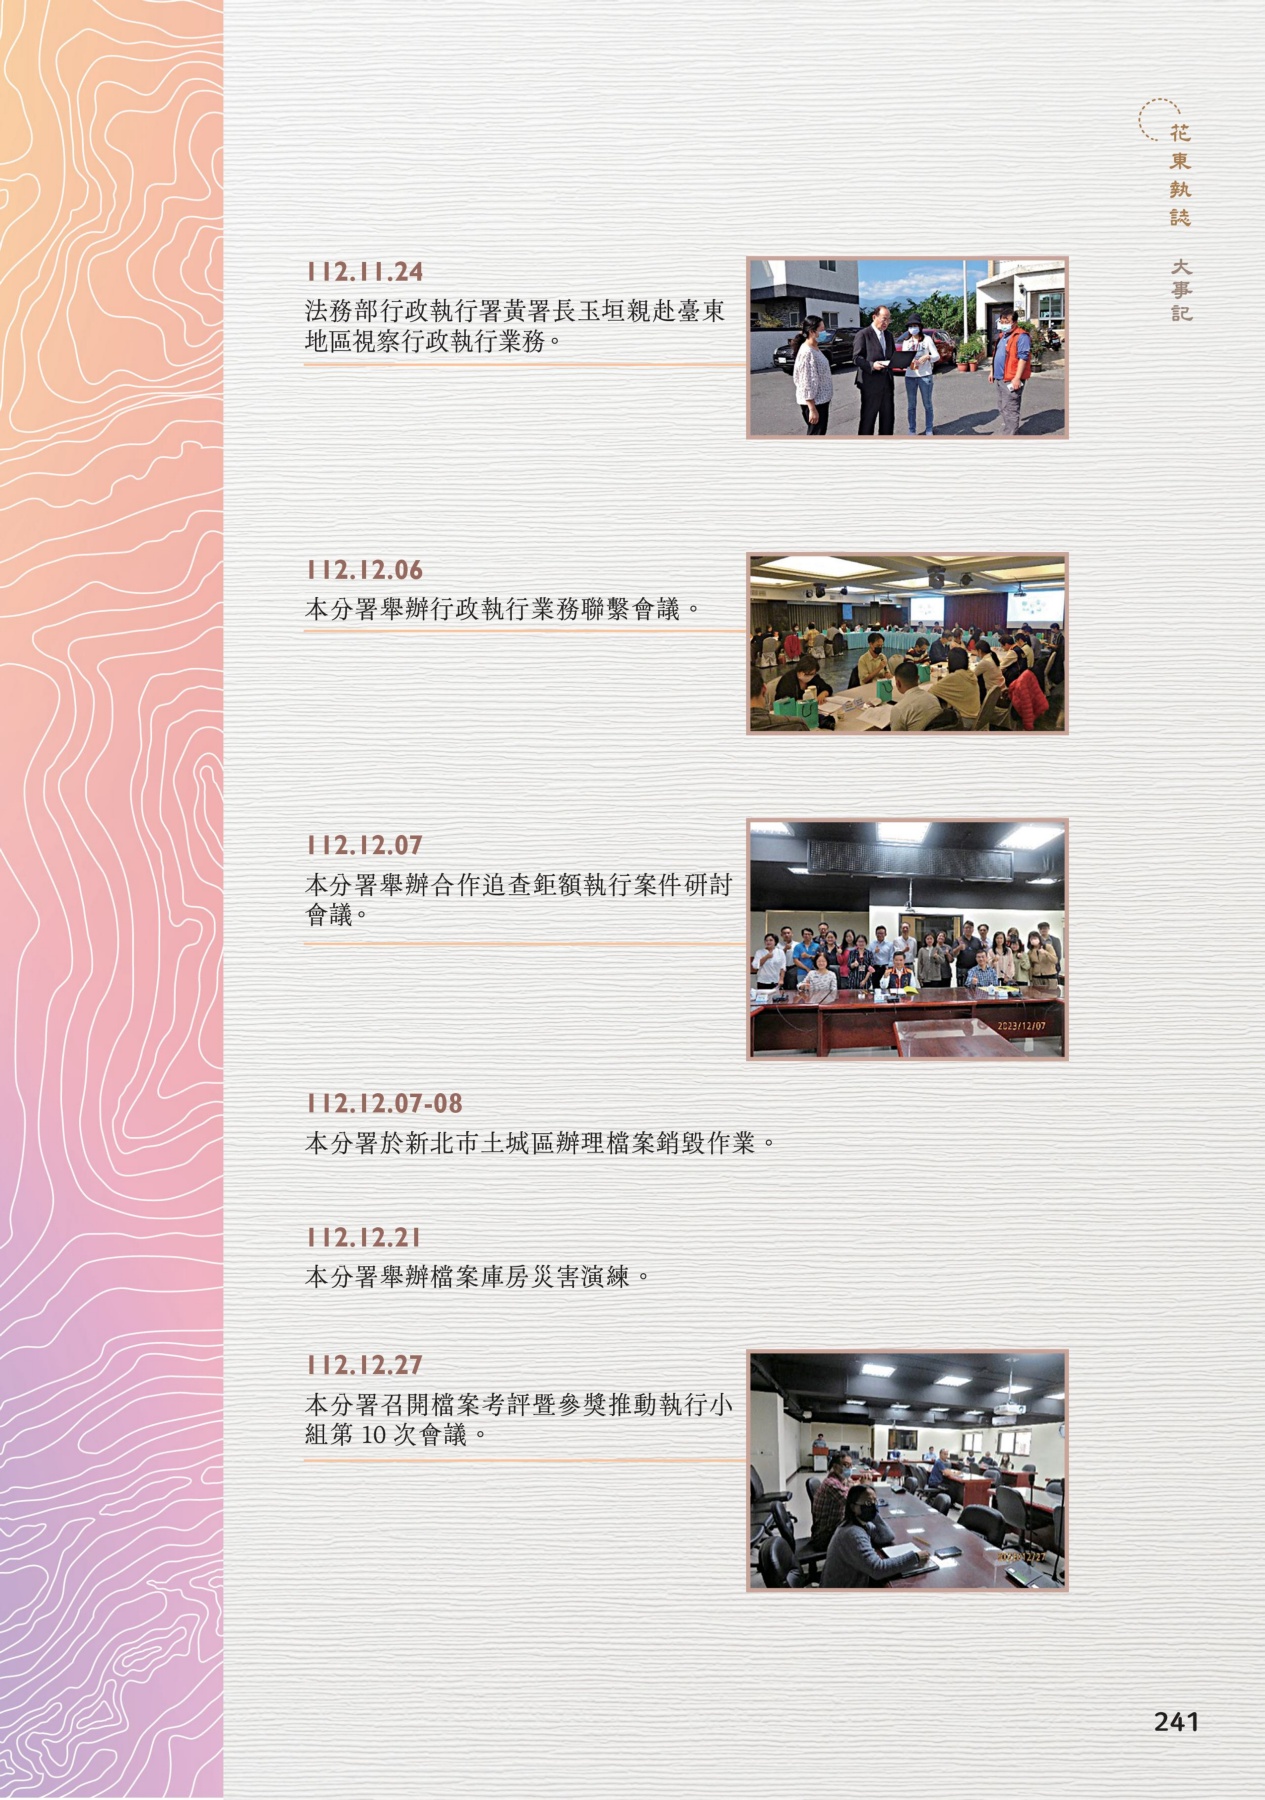 花東執誌 大事記
112.11.24
法務部行政執行署黃署長玉垣親赴臺東
地區視察行政執行業務。
112.12.06
本分署舉辦行政執行業務聯繫會議。
112.12.07
本分署舉辦合作追查鉅額執行案件研討
會議。
2023/12/07
112.12.07-08
本分署於新北市土城區辦理檔案銷毀作業。
112.12.21
本分署舉辦檔案庫房災害演練。
112.12.27
本分署召開檔案考評暨參獎推動執行小
組第 10 次會議。
2023/12/27
241